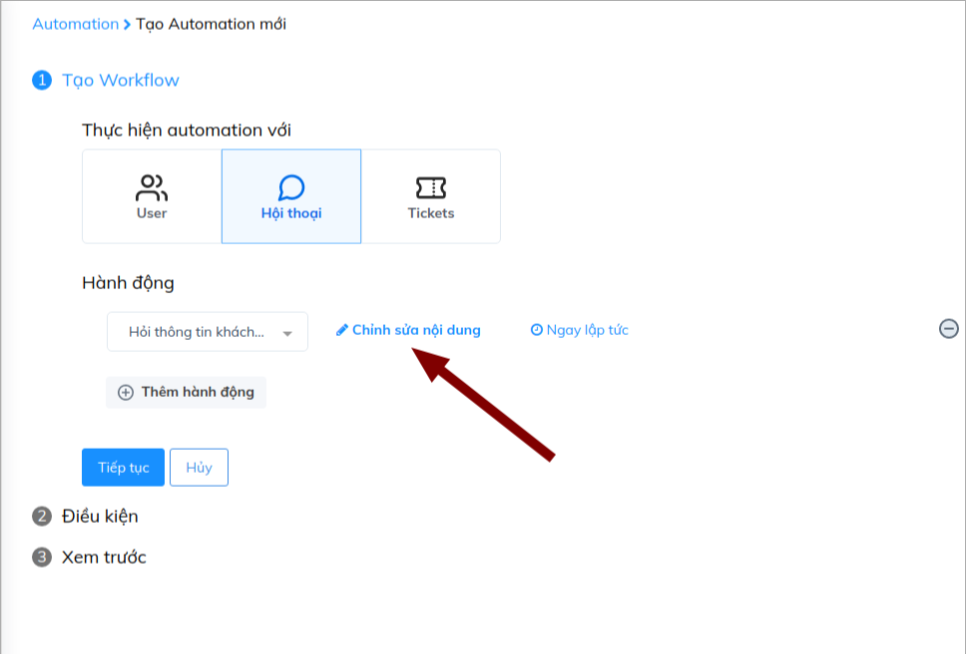 Automation > Tạo Automation mới
1 Tạo Workflow
Thực hiện automation với
User Hội thoại Tickets
Hành động
Hỏi thông tin khách... Chỉnh sửa nội dung Ngay lập tức
Thêm hành động
Tiếp tục Hủy
2 Điều kiện
3 Xem trước